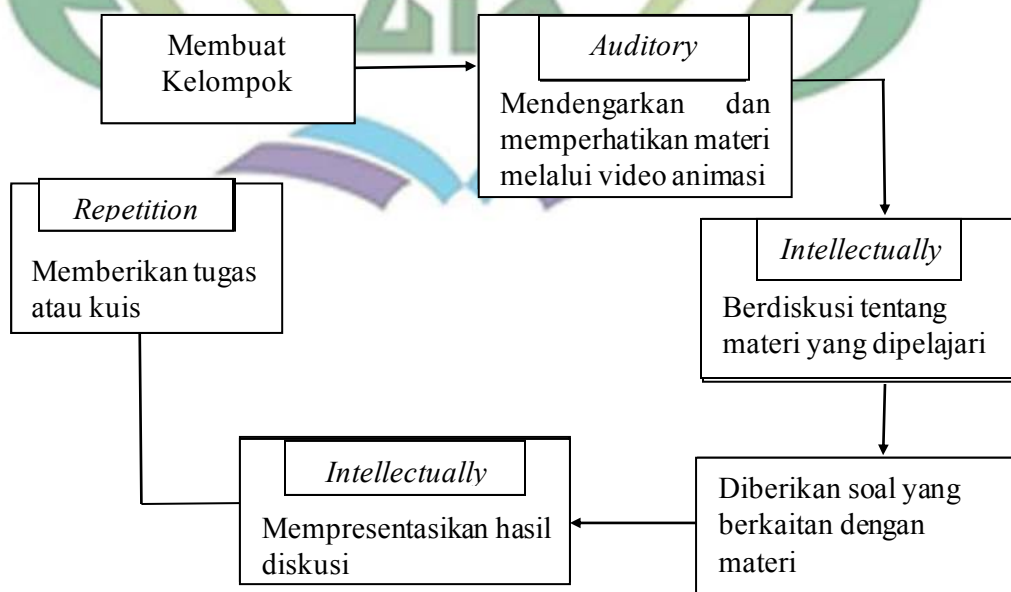 Membuat
Kelompok
Auditory
Mendengarkan dan
memperhatikan materi
melalui video animasi
Intellectually
Berdiskusi tentang
materi yang dipelajari
Diberikan soal yang
berkaitan dengan
materi
Intellectually
Mempresentasikan hasil
diskusi
Repetition
Memberikan tugas
atau kuis